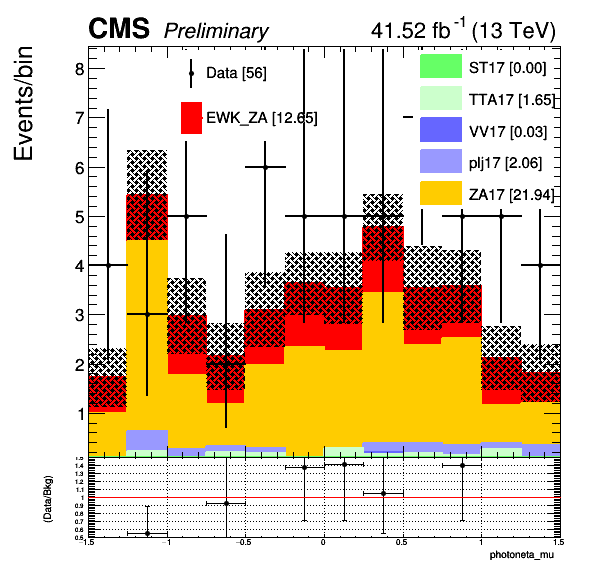 CMS Preliminary 41.52 fb⁻¹ (13 TeV)
Events/bin
8
7
6
5
4
3
2
1
Data [56]
EWK_ZA [12.65]
ST17 [0.00]
TTA17 [1.65]
VV17 [0.03]
plj17 [2.06]
ZA17 [21.94]
(Data/Bkg)
1.5
1.4
1.3
1.2
1.1
1
0.9
0.8
0.7
0.6
0.5
-1.5 -1 -0.5 0 0.5 1 1.5
photoneta_mu